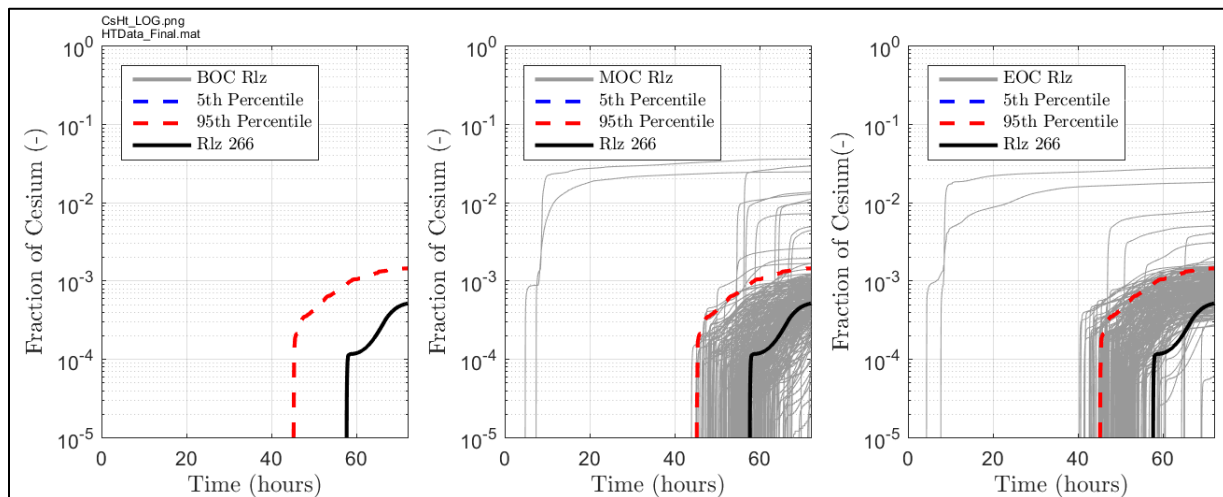 CsHt_LOG.png
HTData_Final.mat
Fraction of Cesium (-)
10^0
10^-1
10^-2
10^-3
10^-4
10^-5
BOC Rlz
5th Percentile
95th Percentile
Rlz 266
0 20 40 60
Time (hours)
Fraction of Cesium (-)
10^0
10^-1
10^-2
10^-3
10^-4
10^-5
MOC Rlz
5th Percentile
95th Percentile
Rlz 266
0 20 40 60
Time (hours)
Fraction of Cesium(-)
10^0
10^-1
10^-2
10^-3
10^-4
10^-5
EOC Rlz
5th Percentile
95th Percentile
Rlz 266
0 20 40 60
Time (hours)